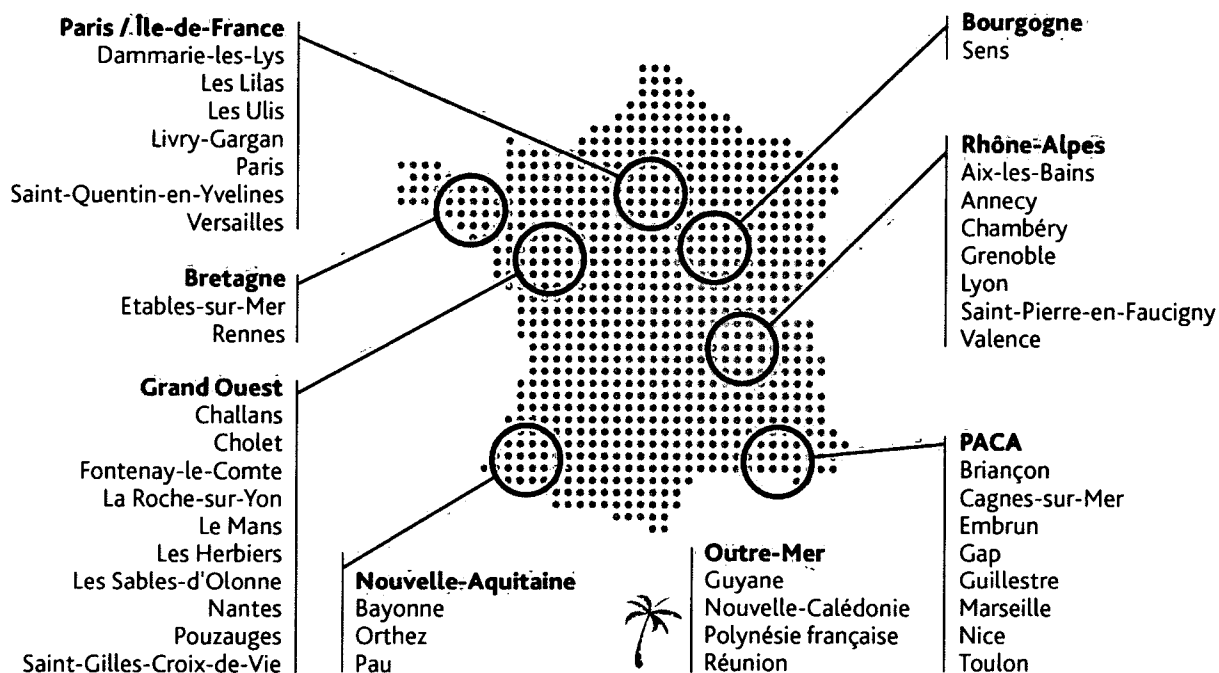 Paris / Île-de-France
Dammarie-les-Lys
Les Lilas
Les Ulis
Livry-Gargan
Paris
Saint-Quentin-en-Yvelines
Versailles
Bretagne
Etables-sur-Mer
Rennes
Grand Ouest
Challans
Cholet
Fontenay-le-Comte
La Roche-sur-Yon
Le Mans
Les Herbiers
Les Sables-d'Olonne
Nantes
Pouzauges
Saint-Gilles-Croix-de-Vie
Nouvelle-Aquitaine
Bayonne
Orthez
Pau
Outre-Mer
Guyane
Nouvelle-Calédonie
Polynésie française
Réunion
Bourgogne
Sens
Rhône-Alpes
Aix-les-Bains
Annecy
Chambéry
Grenoble
Lyon
Saint-Pierre-en-Faucigny
Valence
PACA
Briançon
Cagnes-sur-Mer
Embrun
Gap
Guillestre
Marseille
Nice
Toulon